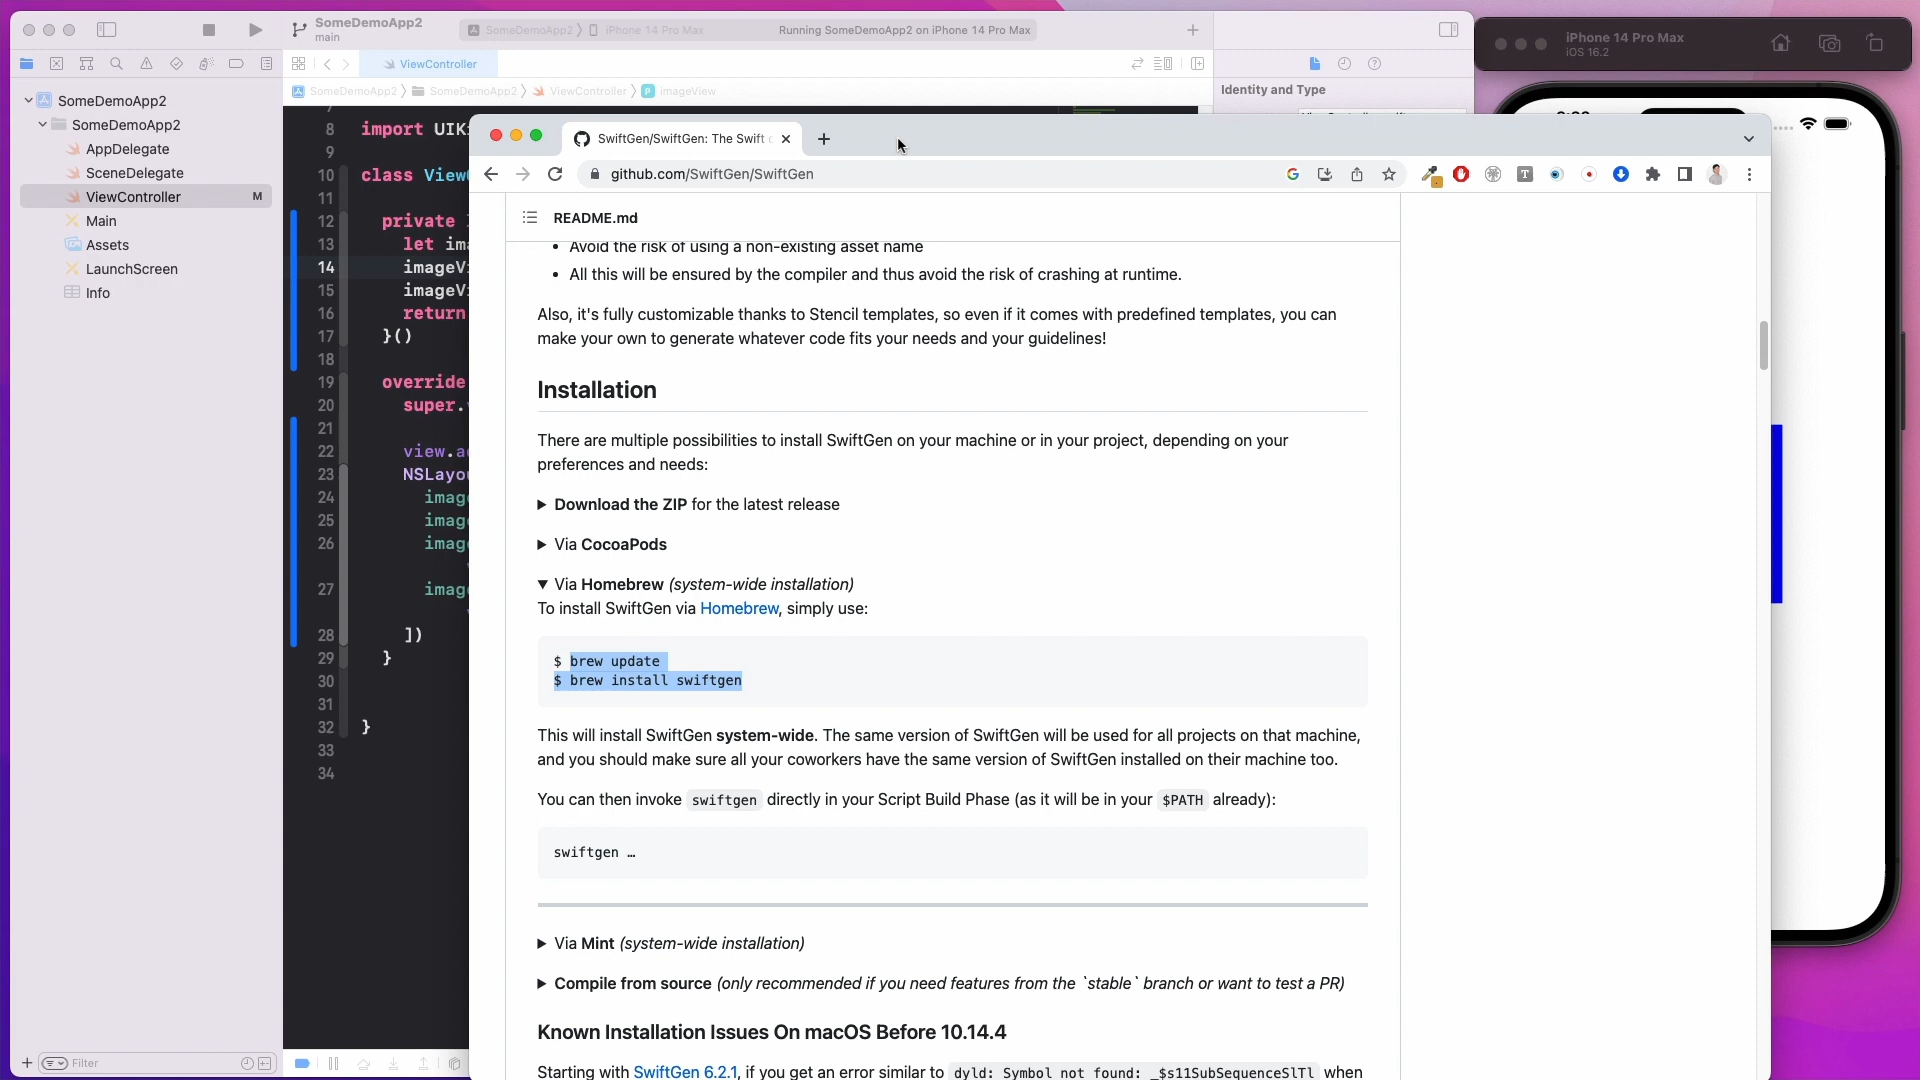 SomeDemoApp2
main
SomeDemoApp2
iPhone 14 Pro Max
Running SomeDemoApp2 on iPhone 14 Pro Max
iPhone 14 Pro Max
iOS 16.2
ViewController
SomeDemoApp2
SomeDemoApp2
ViewController
imageView
Identity and Type
SomeDemoApp2
SomeDemoApp2
AppDelegate
SceneDelegate
ViewController M
Main
Assets
LaunchScreen
Info
Filter
8 import UIK
9
10 class View
11
12 private
13 let ima
14 imageV
15 imageV
16 return
17 }()
18
19 override
20 super.
21
22 view.a
23 NSLayou
24 imag
25 imag
26 imag
27 imag
28 ])
29 }
30
31
32 }
33
34
SwiftGen/SwiftGen: The Swift
github.com/SwiftGen/SwiftGen
README.md
• Avoid the risk of using a non-existing asset name
• All this will be ensured by the compiler and thus avoid the risk of crashing at runtime.
Also, it's fully customizable thanks to Stencil templates, so even if it comes with predefined templates, you can
make your own to generate whatever code fits your needs and your guidelines!
Installation
There are multiple possibilities to install SwiftGen on your machine or in your project, depending on your
preferences and needs:
▶ Download the ZIP for the latest release
▶ Via CocoaPods
▼ Via Homebrew (system-wide installation)
To install SwiftGen via Homebrew, simply use:
$ brew update
$ brew install swiftgen
This will install SwiftGen system-wide. The same version of SwiftGen will be used for all projects on that machine,
and you should make sure all your coworkers have the same version of SwiftGen installed on their machine too.
You can then invoke swiftgen directly in your Script Build Phase (as it will be in your $PATH already):
swiftgen …
▶ Via Mint (system-wide installation)
▶ Compile from source (only recommended if you need features from the `stable` branch or want to test a PR)
Known Installation Issues On macOS Before 10.14.4
Starting with SwiftGen 6.2.1, if you get an error similar to dyld: Symbol not found: _$s11SubSequenceSlTl when